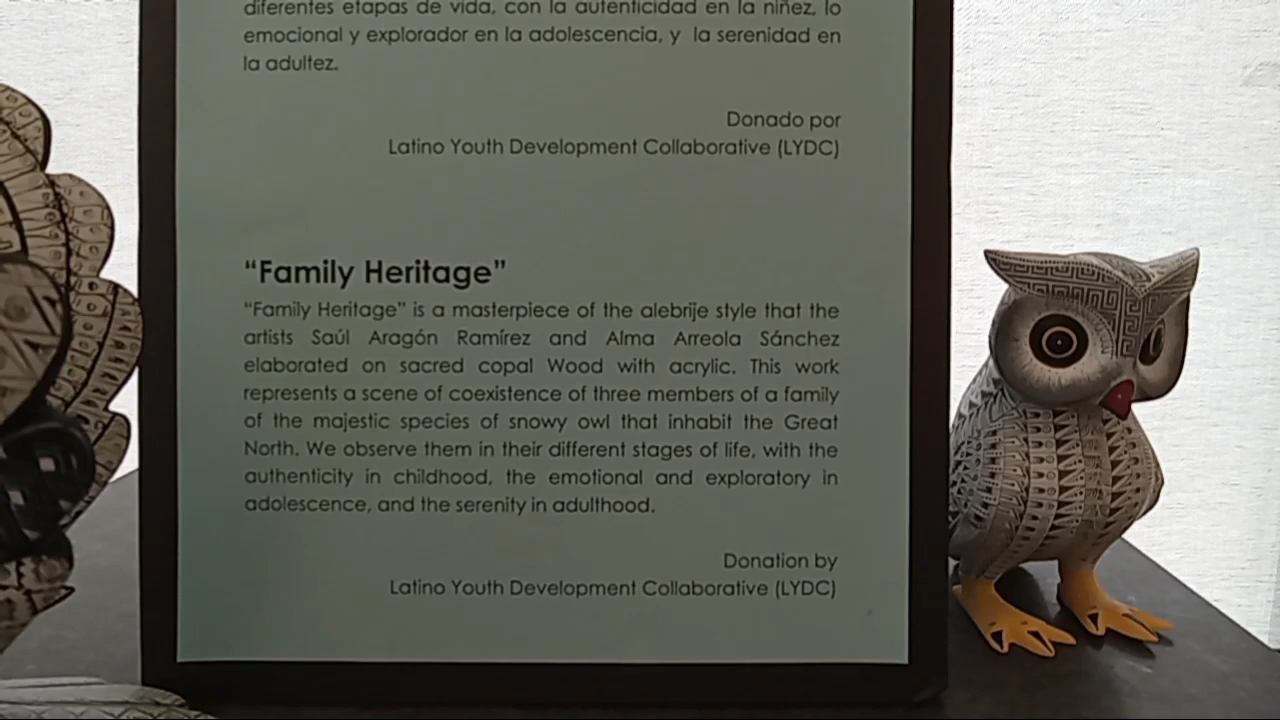 diferentes etapas de vida, con la autenticidad en la niñez, lo
emocional y explorador en la adolescencia, y la serenidad en
la adultez.
Donado por
Latino Youth Development Collaborative (LYDC)
“Family Heritage”
“Family Heritage” is a masterpiece of the alebrije style that the
artists Saúl Aragón Ramírez and Alma Arreola Sánchez
elaborated on sacred copal Wood with acrylic. This work
represents a scene of coexistence of three members of a family
of the majestic species of snowy owl that inhabit the Great
North. We observe them in their different stages of life, with the
authenticity in childhood, the emotional and exploratory in
adolescence, and the serenity in adulthood.
Donation by
Latino Youth Development Collaborative (LYDC)